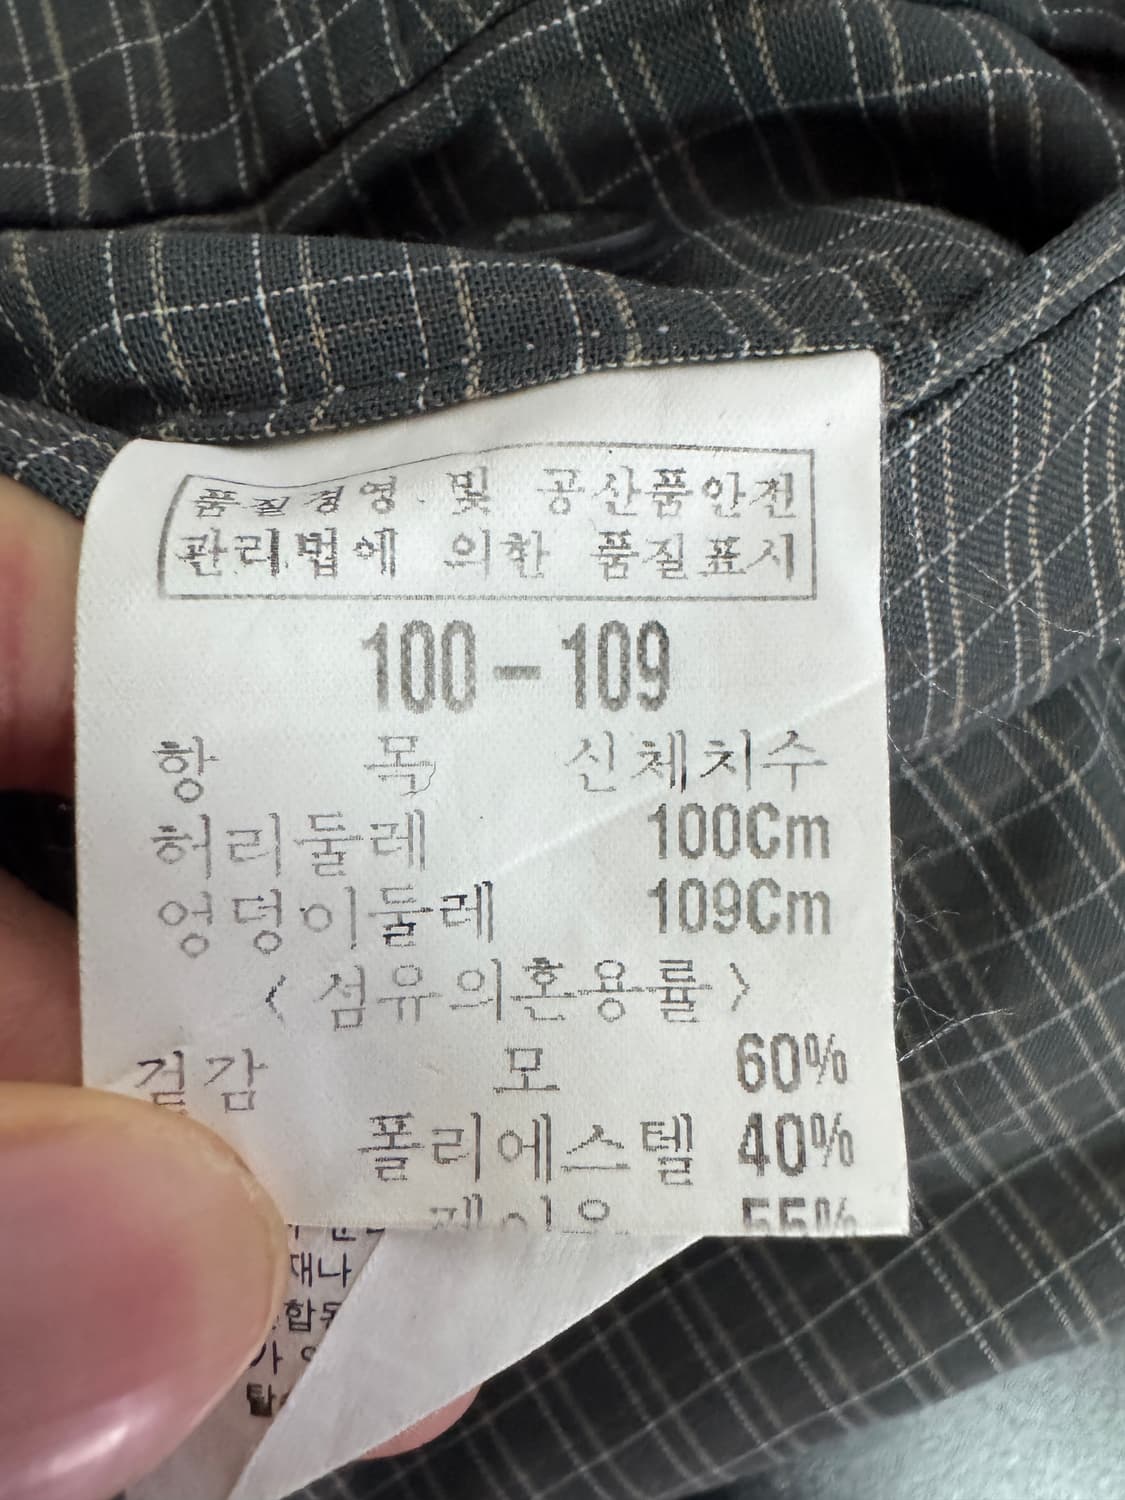 품질경영 및 공산품안전
관리법에 의한 품질표시
100-109
항 목 신체치수
허리둘레 100Cm
엉덩이둘레 109Cm
< 섬유의혼용률 >
겉감 모 60%
폴리에스텔 40%
55%